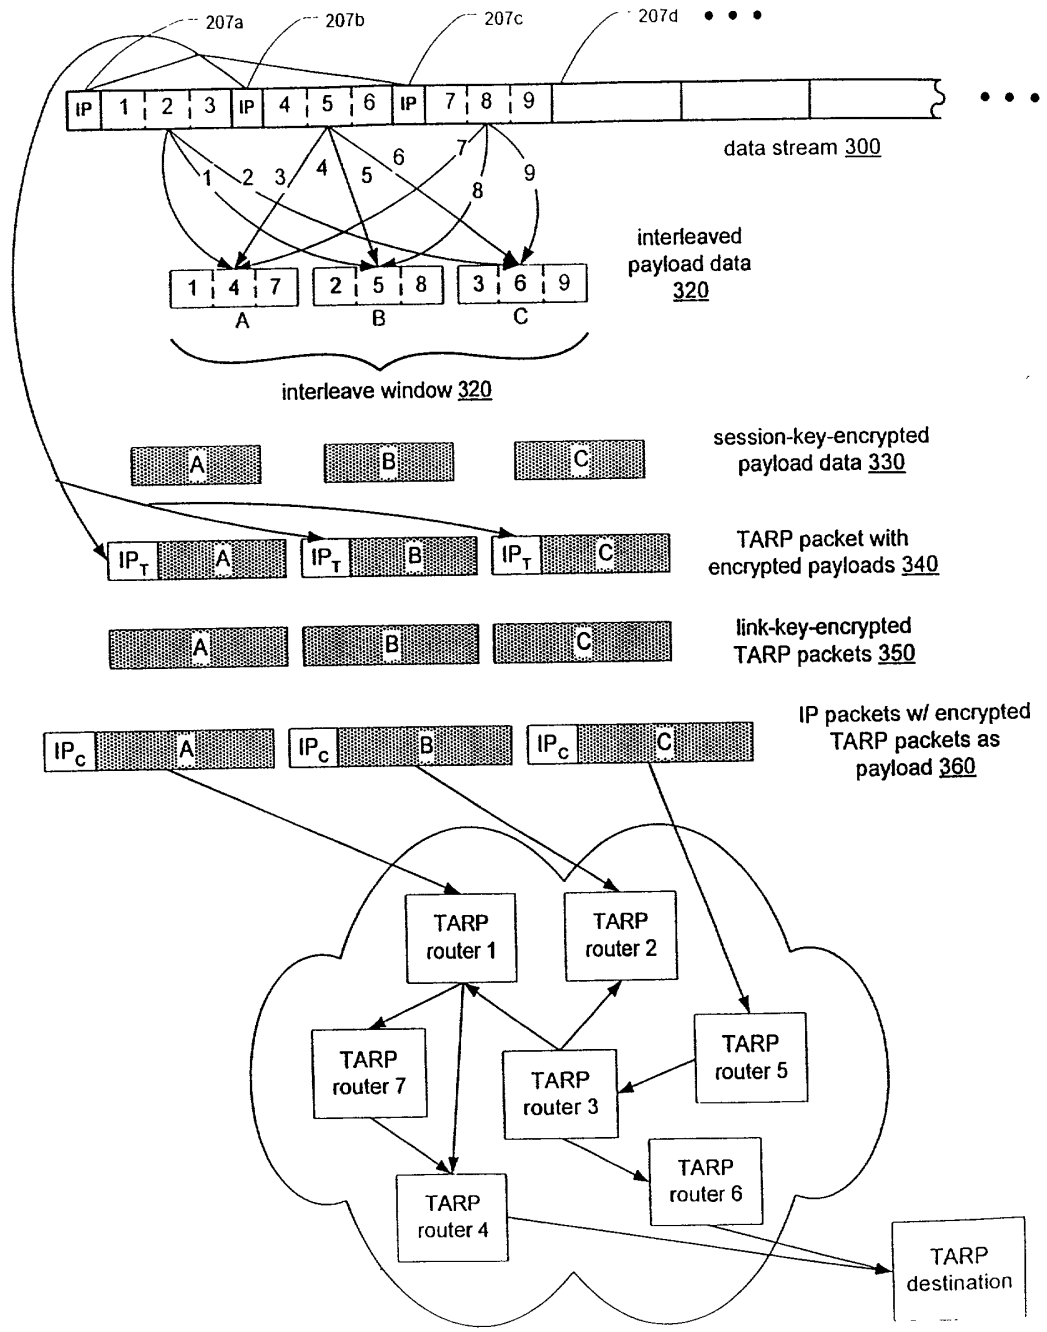 207a 207b 207c 207d • • •
IP 1 2 3 IP 4 5 6 IP 7 8 9 • • •
data stream 300
1 2 3 4 5 6 7 8 9
interleaved
payload data
320
1 4 7 2 5 8 3 6 9
A B C
interleave window 320
session-key-encrypted
payload data 330
A B C
TARP packet with
encrypted payloads 340
IPT A IPT B IPT C
link-key-encrypted
TARP packets 350
A B C
IP packets w/ encrypted
TARP packets as
payload 360
IPC A IPC B IPC C
TARP
router 1
TARP
router 2
TARP
router 5
TARP
router 7
TARP
router 3
TARP
router 6
TARP
router 4
TARP
destination